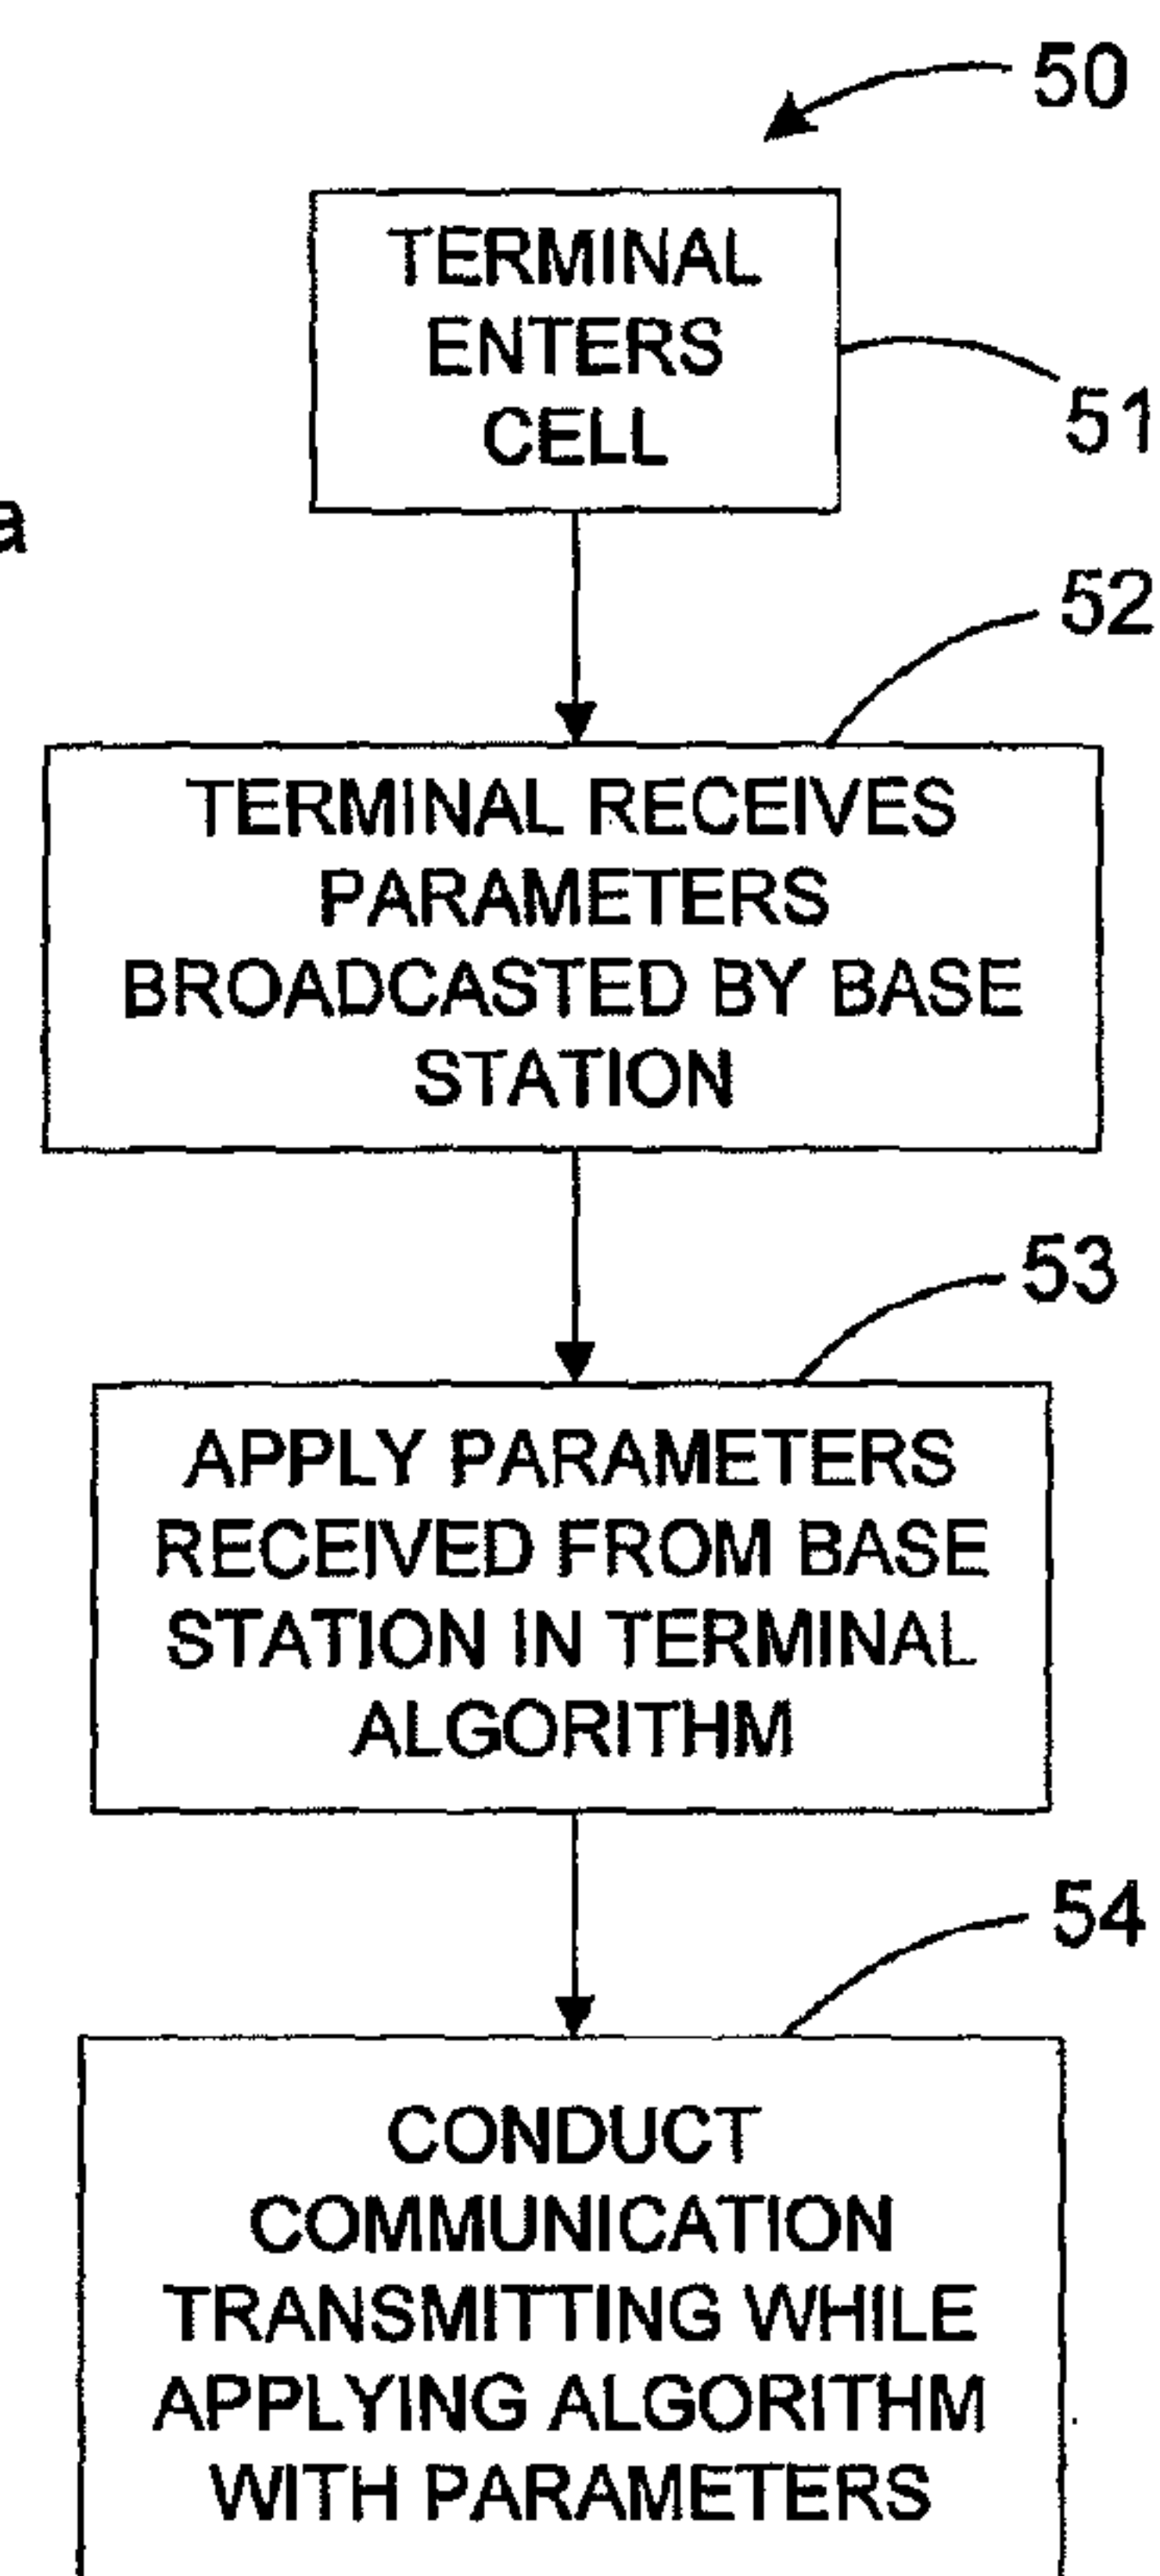 50
TERMINAL
ENTERS
CELL
51
a
52
TERMINAL RECEIVES
PARAMETERS
BROADCASTED BY BASE
STATION
53
APPLY PARAMETERS
RECEIVED FROM BASE
STATION IN TERMINAL
ALGORITHM
54
CONDUCT
COMMUNICATION
TRANSMITTING WHILE
APPLYING ALGORITHM
WITH PARAMETERS